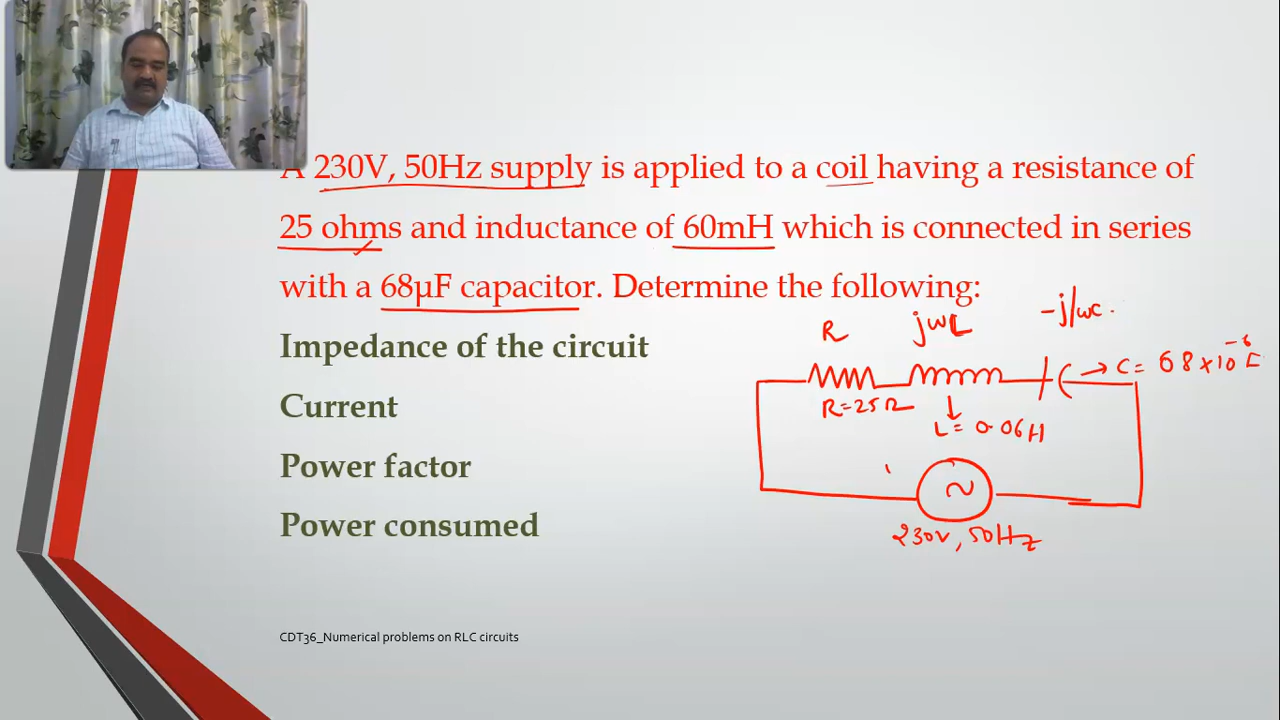 A 230V, 50Hz supply is applied to a coil having a resistance of
25 ohms and inductance of 60mH which is connected in series
with a 68µF capacitor. Determine the following:
Impedance of the circuit
Current
Power factor
Power consumed
R jωL -j/ωc
R=25Ω
L= 0.06H
C= 68×10⁻⁶
230V, 50Hz
CDT36_Numerical problems on RLC circuits